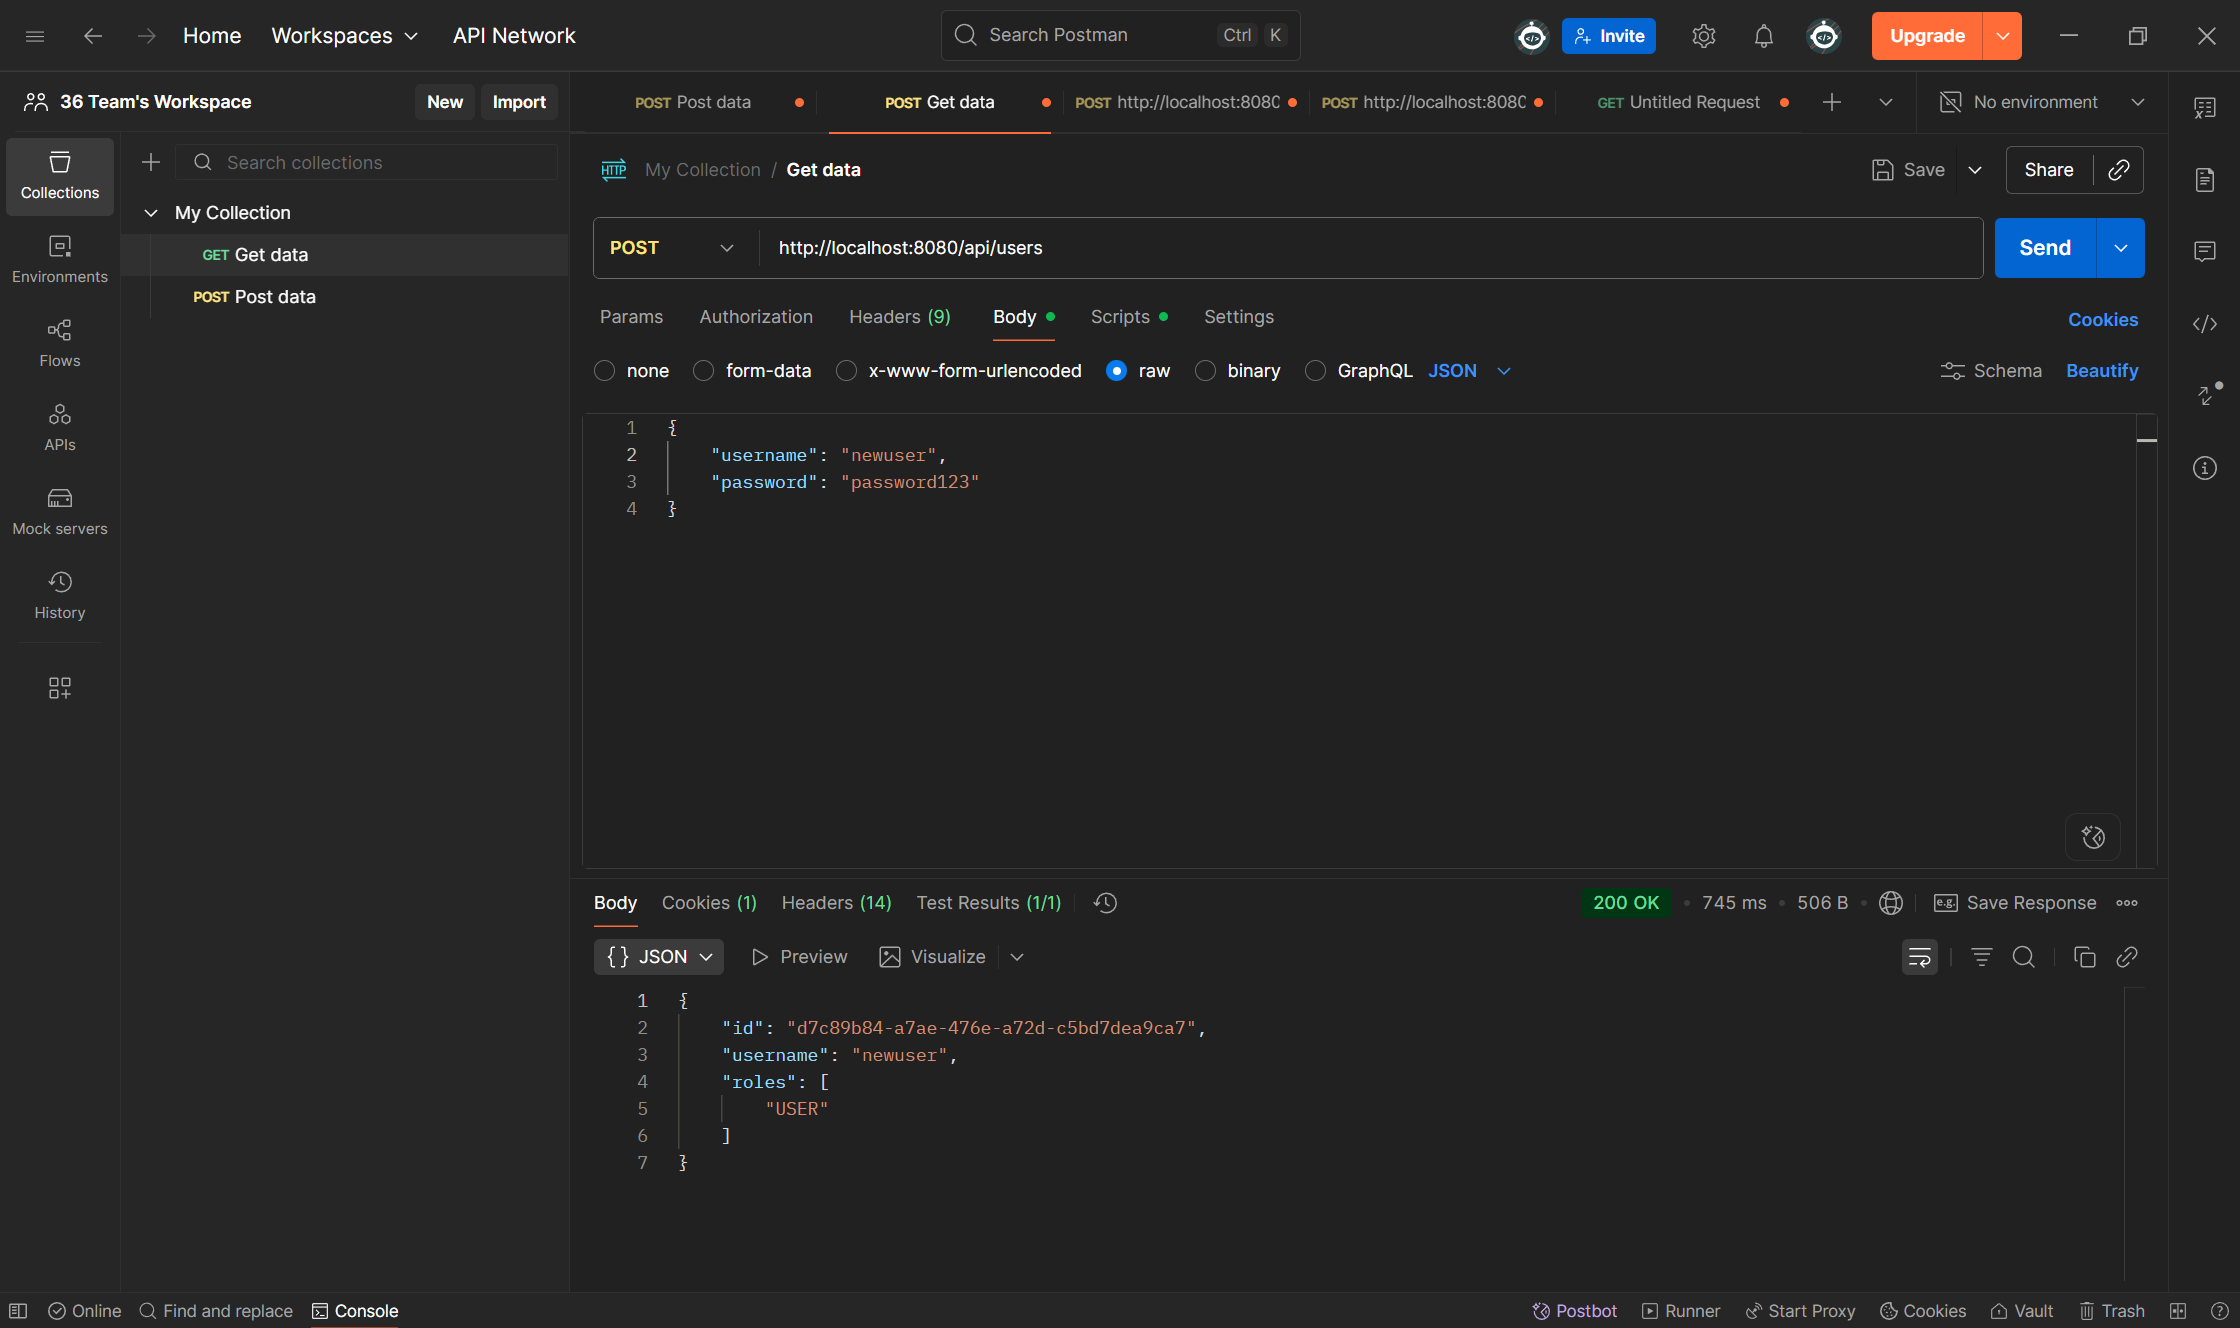 Home Workspaces API Network Search Postman Ctrl K Invite Upgrade
36 Team's Workspace New Import
POST Post data POST Get data POST http://localhost:8080 POST http://localhost:8080 GET Untitled Request No environment
Collections
Environments
Flows
APIs
Mock servers
History
Search collections
My Collection
GET Get data
POST Post data
HTTP My Collection / Get data Save Share
POST http://localhost:8080/api/users Send
Params Authorization Headers (9) Body Scripts Settings Cookies
none form-data x-www-form-urlencoded raw binary GraphQL JSON Schema Beautify
1 {
2 "username": "newuser",
3 "password": "password123"
4 }
Body Cookies (1) Headers (14) Test Results (1/1) 200 OK • 745 ms • 506 B • e.g. Save Response
{} JSON Preview Visualize
1 {
2 "id": "d7c89b84-a7ae-476e-a72d-c5bd7dea9ca7",
3 "username": "newuser",
4 "roles": [
5 "USER"
6 ]
7 }
Online Find and replace Console Postbot Runner Start Proxy Cookies Vault Trash